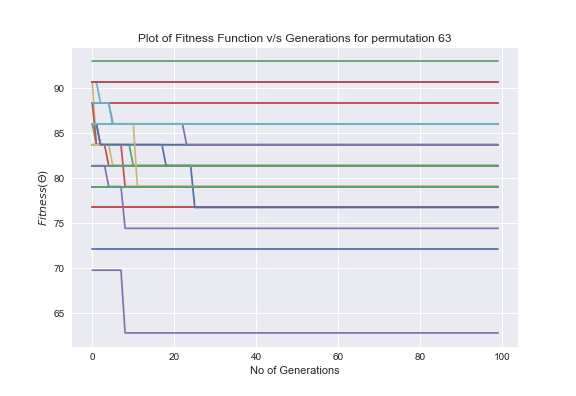 Plot of Fitness Function v/s Generations for permutation 63
90
85
80
75
70
65
Fitness(Θ)
0 20 40 60 80 100
No of Generations